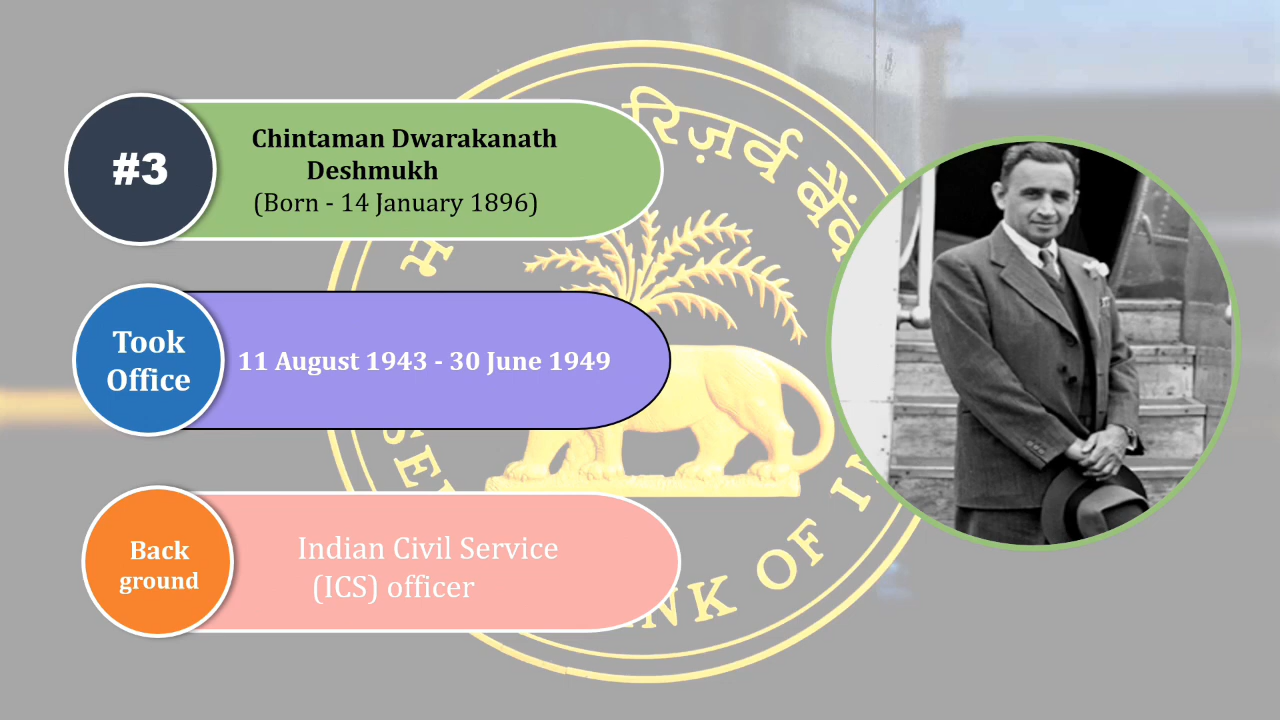 #3
Chintaman Dwarakanath
Deshmukh
(Born - 14 January 1896)
Took
Office
11 August 1943 - 30 June 1949
Back
ground
Indian Civil Service
(ICS) officer
रिज़र्व बैंक
OF